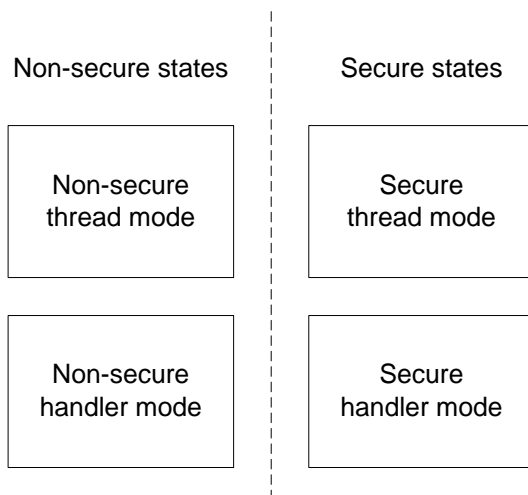 Non-secure states
Secure states
Non-secure
thread mode
Secure
thread mode
Non-secure
handler mode
Secure
handler mode